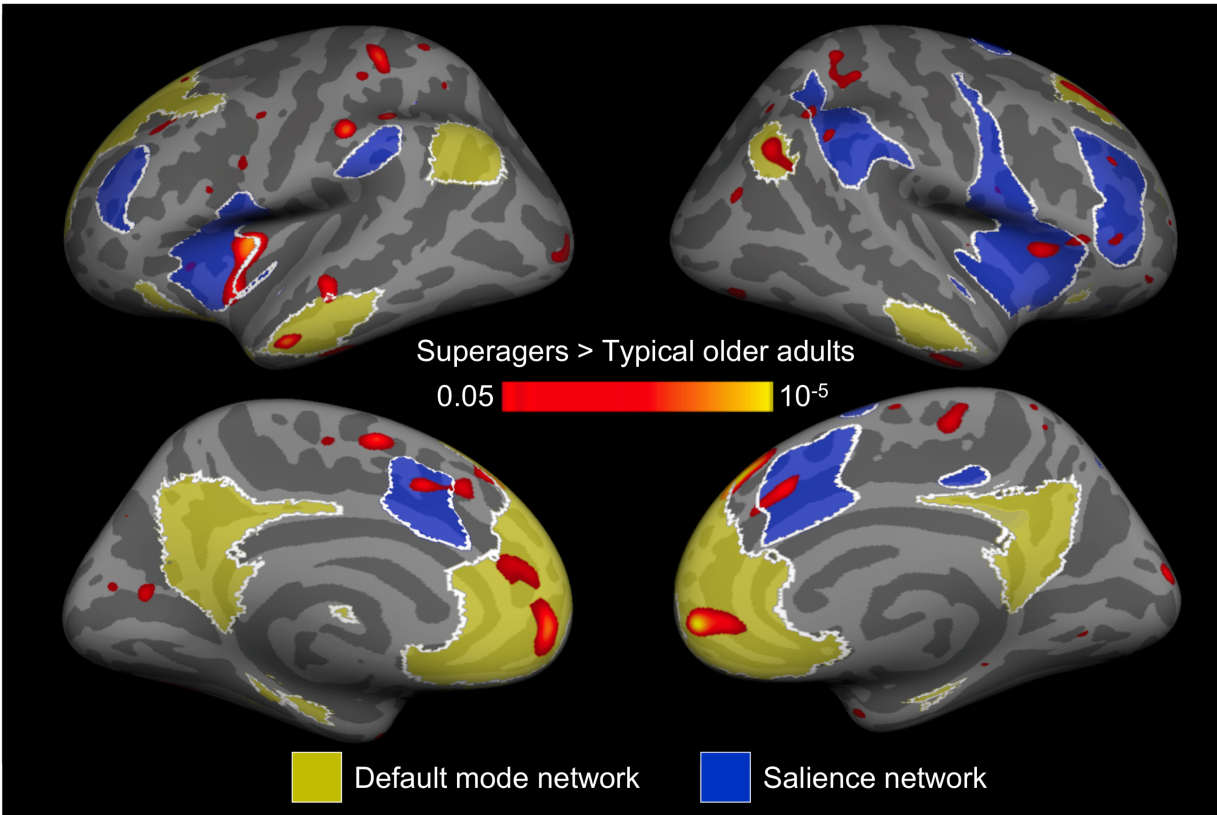 Superagers > Typical older adults
0.05 10⁻⁵
Default mode network Salience network